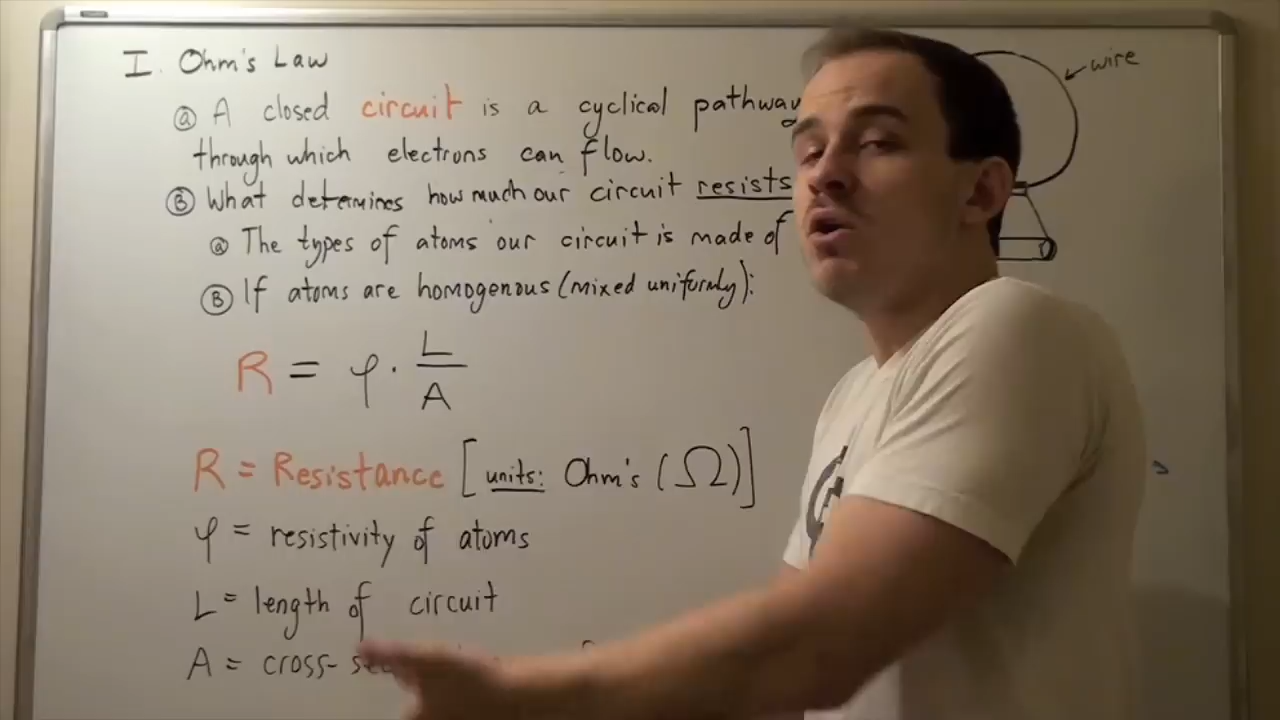 I. Ohm's Law
wire
ⓐ A closed circuit is a cyclical pathway
through which electrons can flow.
Ⓑ What determines how much our circuit resists
ⓐ The types of atoms our circuit is made of
Ⓑ If atoms are homogenous (mixed uniformly):
R = φ · L/A
R = Resistance [units: Ohm's (Ω)]
φ = resistivity of atoms
L = length of circuit
A = cross-